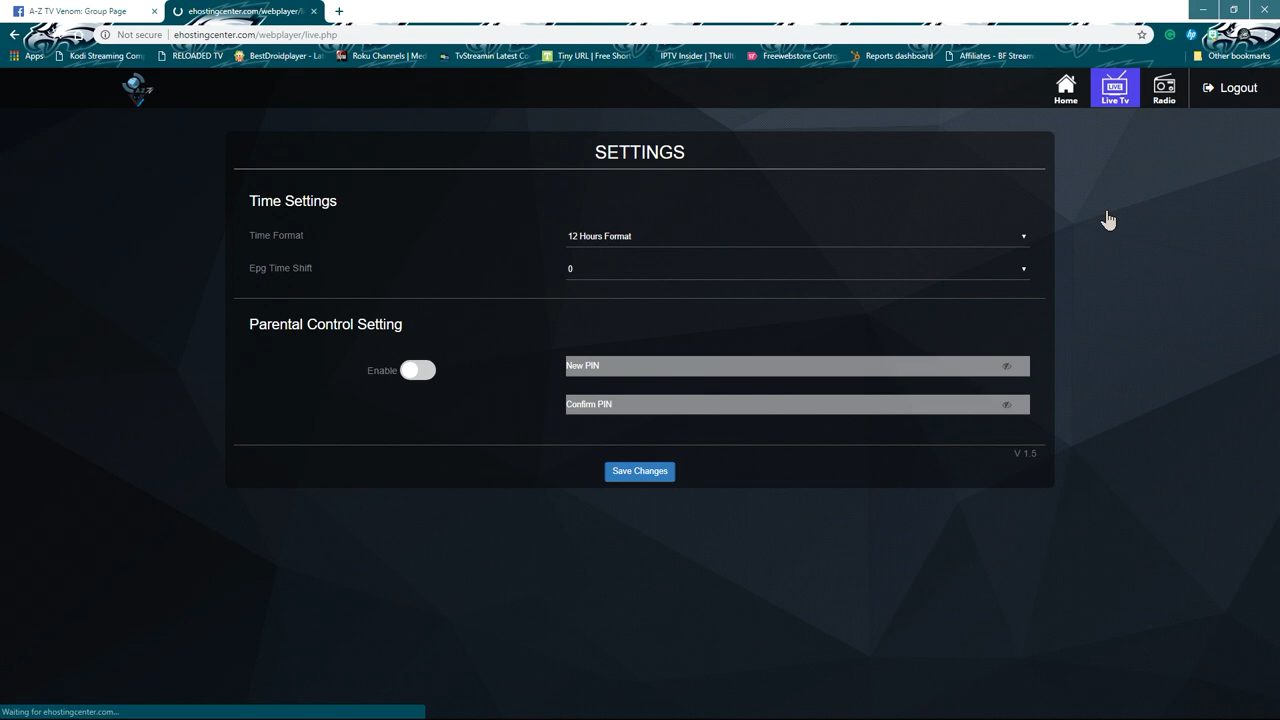 A-Z TV Venom: Group Page
ehostingcenter.com/webplayer/
Not secure
ehostingcenter.com/webplayer/live.php
Apps
Kodi Streaming Com
RELOADED TV
BestDroidplayer - La
Roku Channels | Med
TvStreamin Latest Co
Tiny URL | Free Short
IPTV Insider | The Ul
Freewebstore Contro
Reports dashboard
Affiliates - BF Stream
Other bookmarks
A-Z TV
LIVE
Home
Live Tv
Radio
Logout
SETTINGS
Time Settings
Time Format
12 Hours Format
Epg Time Shift
0
Parental Control Setting
Enable
New PIN
Confirm PIN
V 1.5
Save Changes
Waiting for ehostingcenter.com...